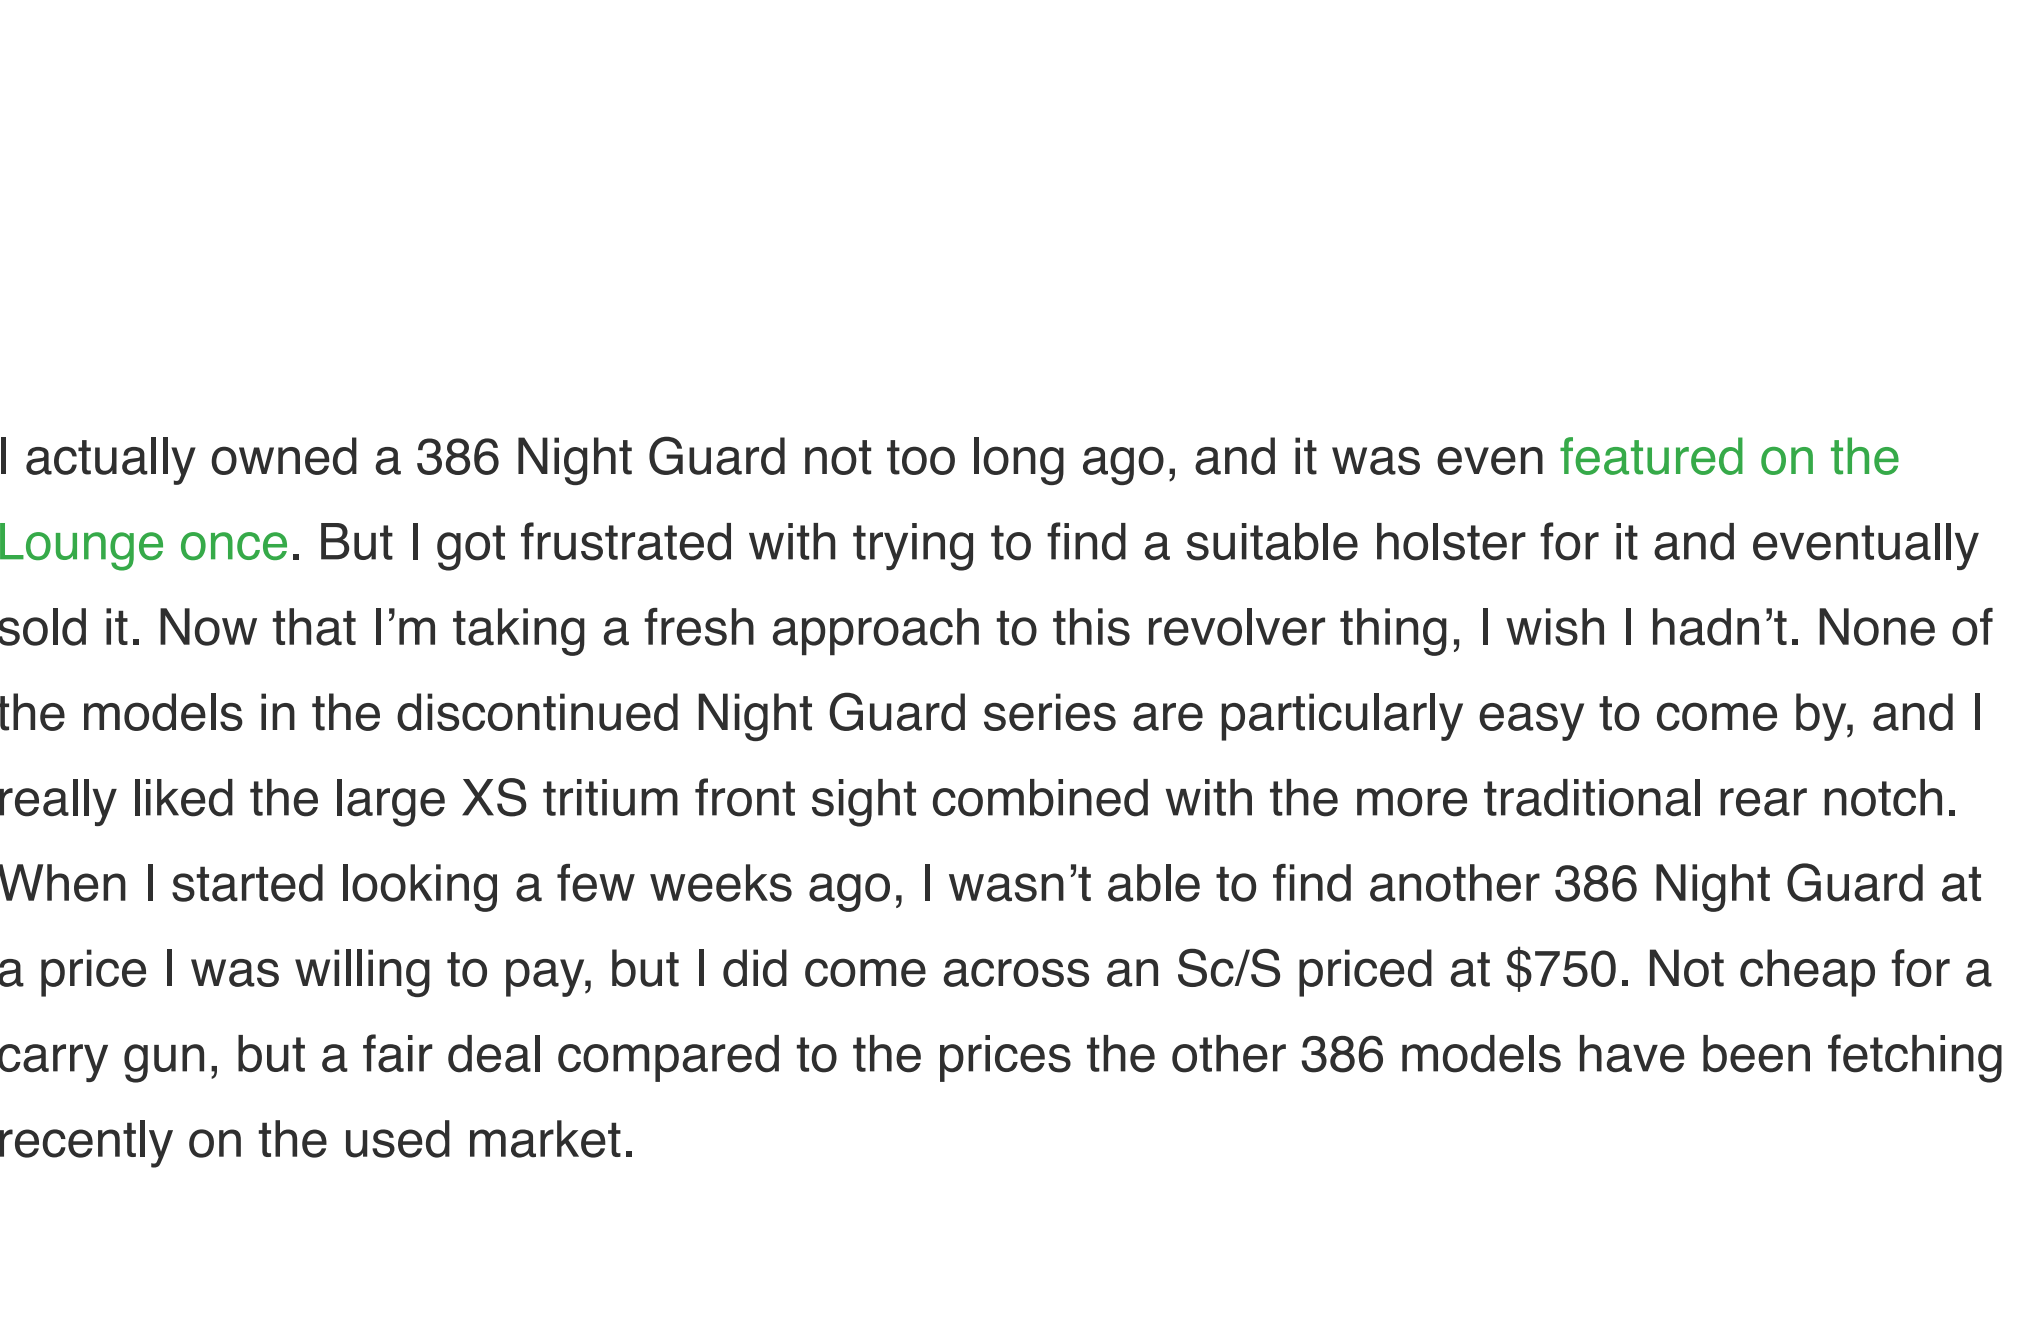 I actually owned a 386 Night Guard not too long ago, and it was even featured on the
Lounge once. But I got frustrated with trying to find a suitable holster for it and eventually
sold it. Now that I’m taking a fresh approach to this revolver thing, I wish I hadn’t. None of
the models in the discontinued Night Guard series are particularly easy to come by, and I
really liked the large XS tritium front sight combined with the more traditional rear notch.
When I started looking a few weeks ago, I wasn’t able to find another 386 Night Guard at
a price I was willing to pay, but I did come across an Sc/S priced at $750. Not cheap for a
carry gun, but a fair deal compared to the prices the other 386 models have been fetching
recently on the used market.